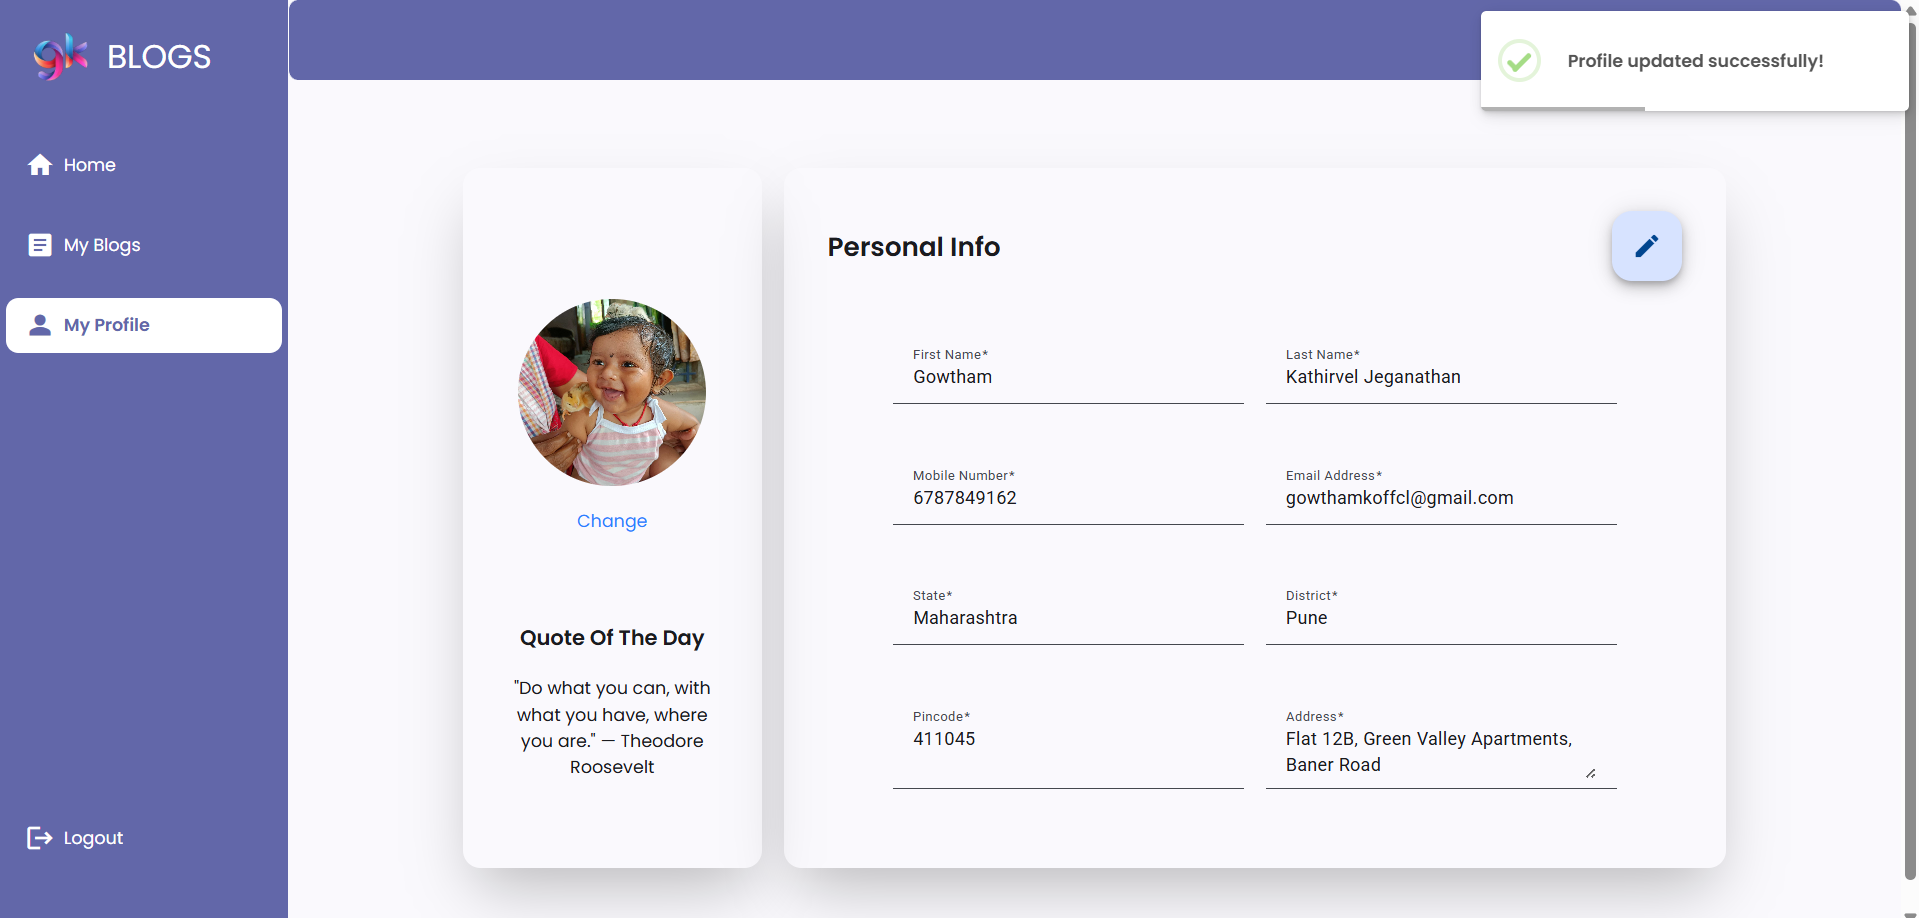 gk BLOGS
Profile updated successfully!
Home
My Blogs
My Profile
Logout
Change
Quote Of The Day
"Do what you can, with
what you have, where
you are." — Theodore
Roosevelt
Personal Info
First Name*
Gowtham
Last Name*
Kathirvel Jeganathan
Mobile Number*
6787849162
Email Address*
gowthamkoffcl@gmail.com
State*
Maharashtra
District*
Pune
Pincode*
411045
Address*
Flat 12B, Green Valley Apartments,
Baner Road